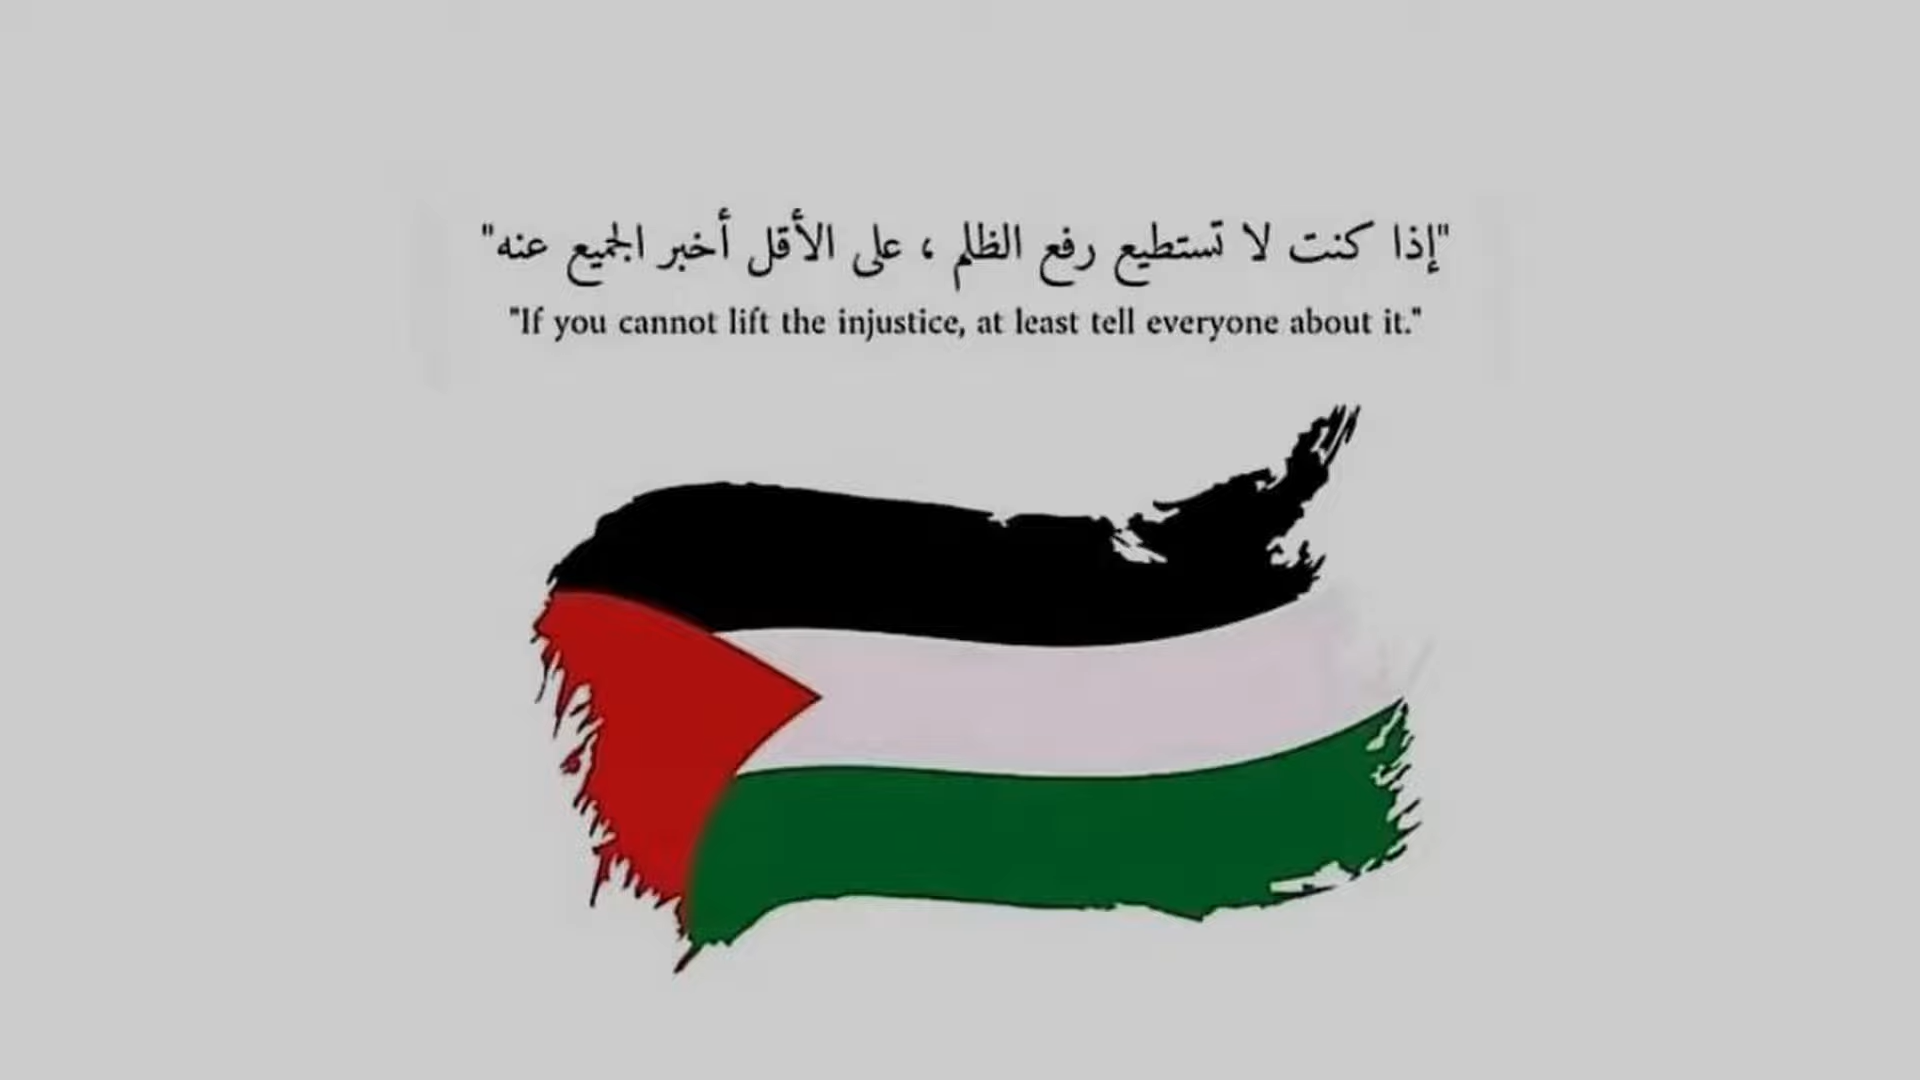 "إذا كنت لا تستطيع رفع الظلم ، على الأقل أخبر الجميع عنه"
"If you cannot lift the injustice, at least tell everyone about it."